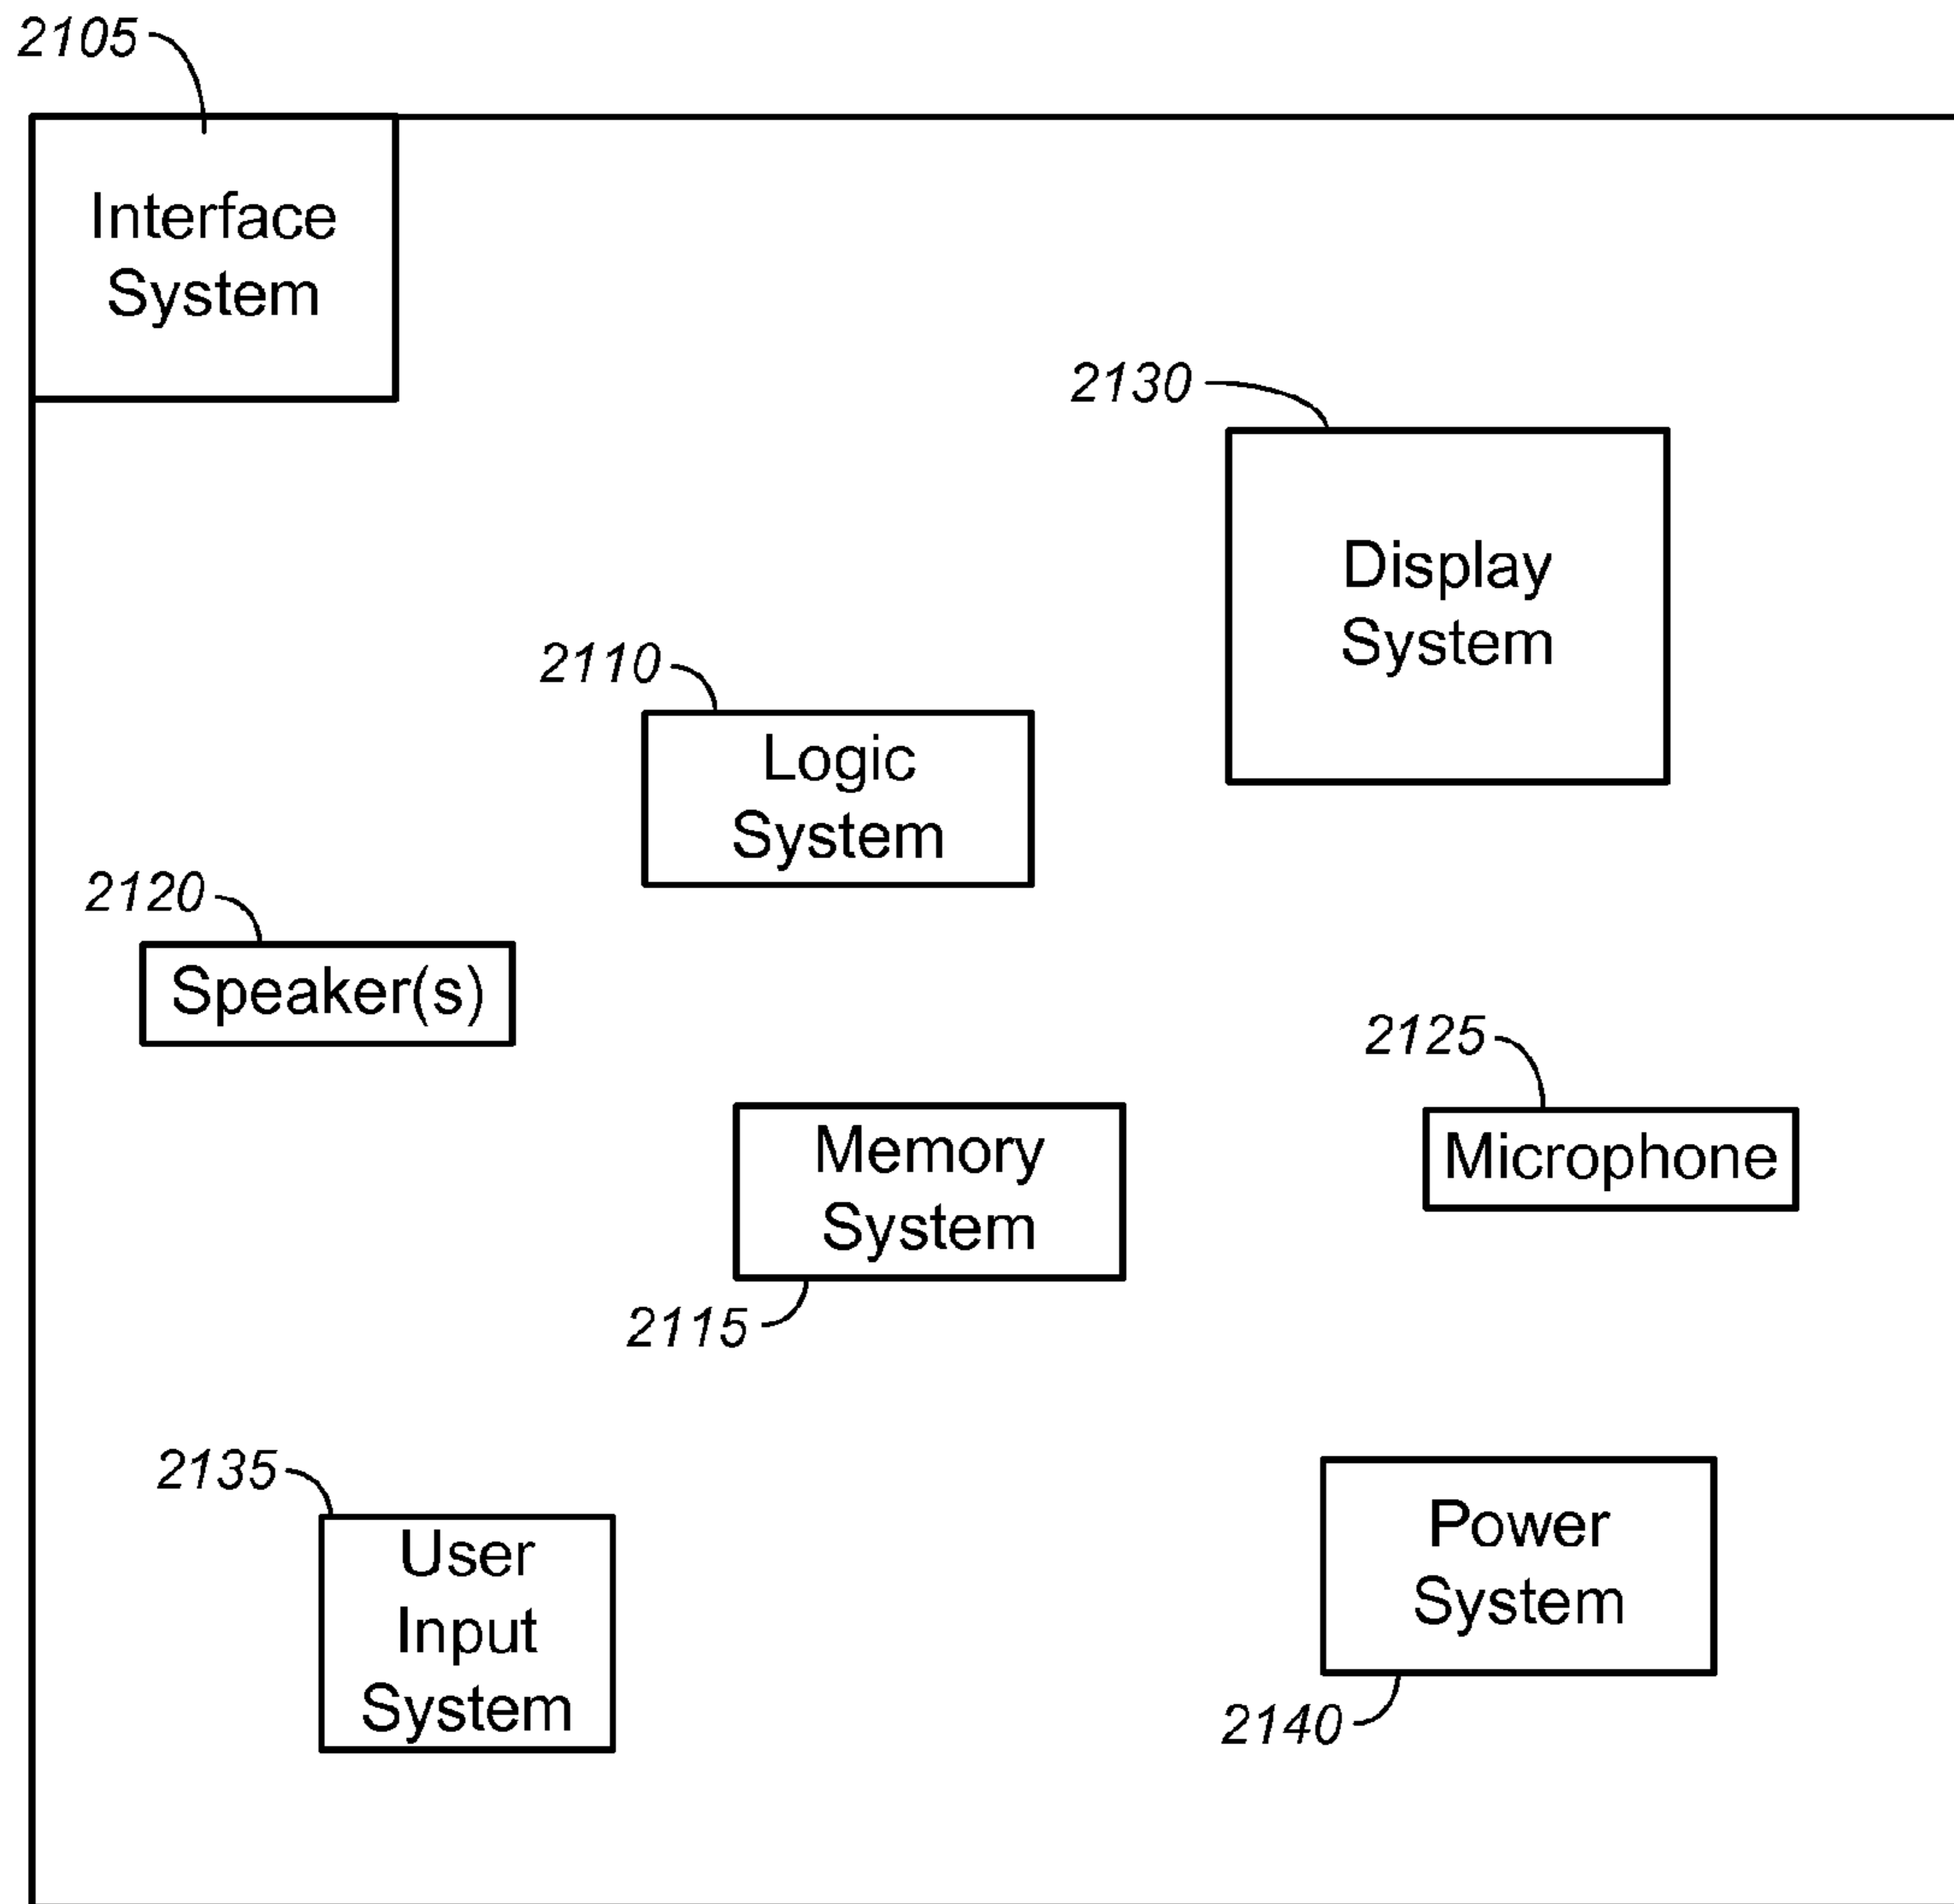 2105
Interface
System
2130
Display
System
2110
Logic
System
2120
Speaker(s)
2125
Microphone
Memory
System
2115
2135
User
Input
System
Power
System
2140